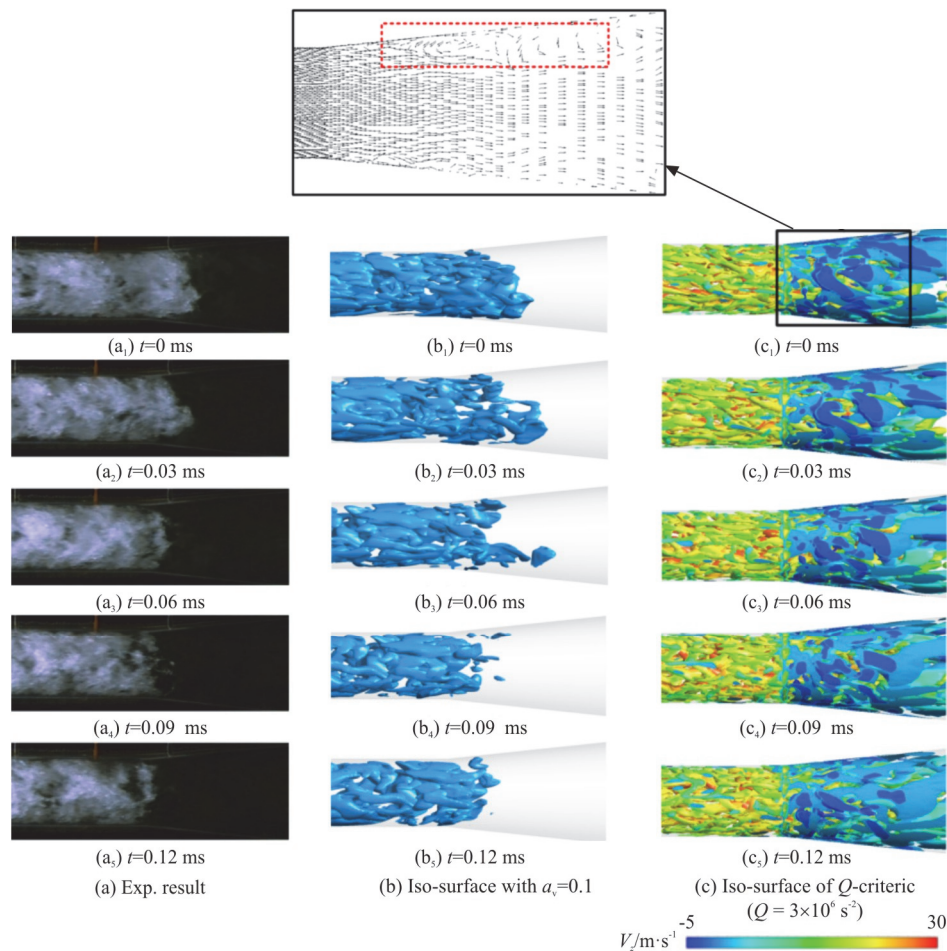 (a₁) t=0 ms
(b₁) t=0 ms
(c₁) t=0 ms
(a₂) t=0.03 ms
(b₂) t=0.03 ms
(c₂) t=0.03 ms
(a₃) t=0.06 ms
(b₃) t=0.06 ms
(c₃) t=0.06 ms
(a₄) t=0.09 ms
(b₄) t=0.09 ms
(c₄) t=0.09 ms
(a₅) t=0.12 ms
(b₅) t=0.12 ms
(c₅) t=0.12 ms
(a) Exp. result
(b) Iso-surface with aᵥ=0.1
(c) Iso-surface of Q-criteric
(Q = 3×10⁶ s⁻²)
-5 30
/m·s⁻¹